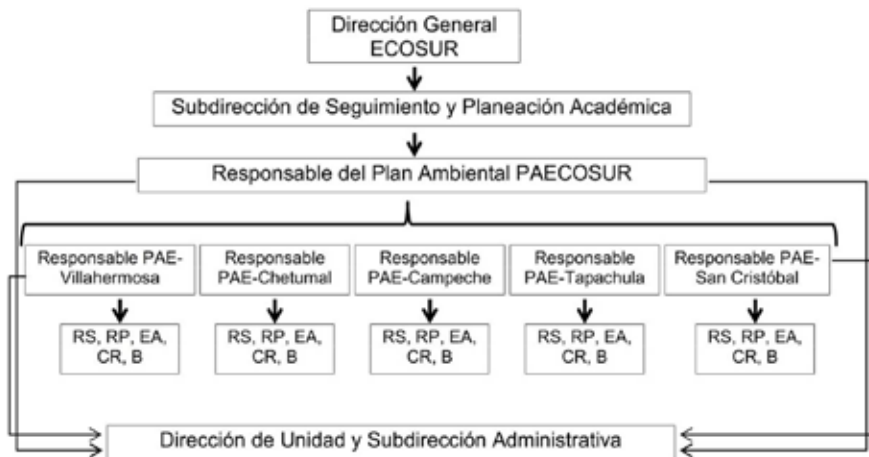 Dirección General
ECOSUR
Subdirección de Seguimiento y Planeación Académica
Responsable del Plan Ambiental PAECOSUR
Responsable PAE-
Villahermosa
Responsable
PAE-Chetumal
Responsable
PAE-Campeche
Responsable
PAE-Tapachula
Responsable PAE-
San Cristóbal
RS, RP, EA,
CR, B
RS, RP, EA,
CR, B
RS, RP, EA,
CR, B
RS, RP, EA,
CR, B
RS, RP, EA,
CR, B
Dirección de Unidad y Subdirección Administrativa